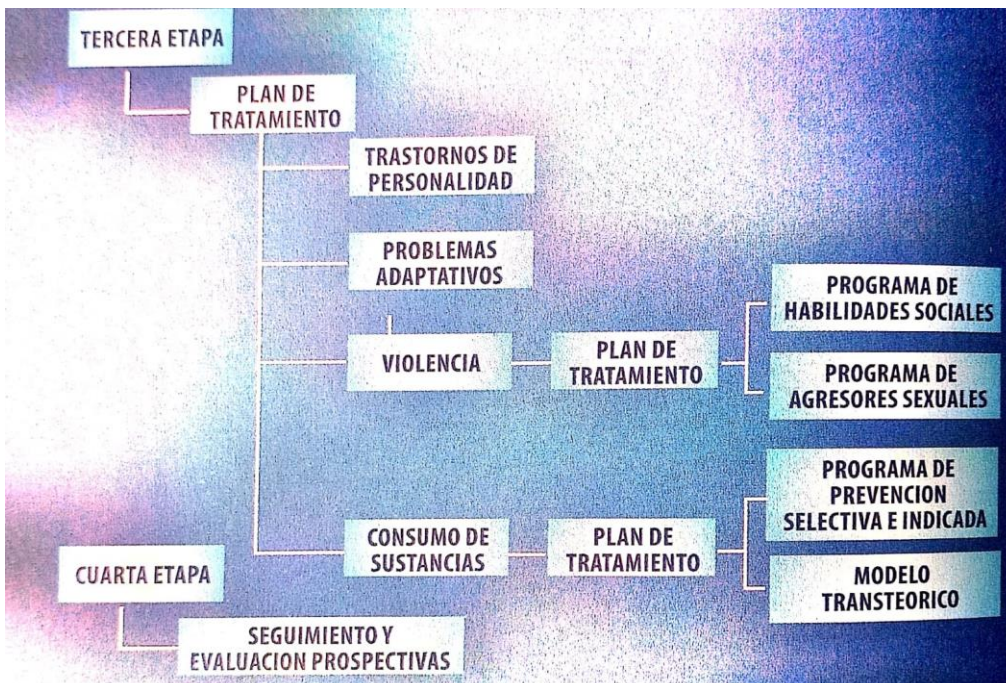 TERCERA ETAPA
PLAN DE
TRATAMIENTO
TRASTORNOS DE
PERSONALIDAD
PROBLEMAS
ADAPTATIVOS
VIOLENCIA
PLAN DE
TRATAMIENTO
PROGRAMA DE
HABILIDADES SOCIALES
PROGRAMA DE
AGRESORES SEXUALES
CONSUMO DE
SUSTANCIAS
PLAN DE
TRATAMIENTO
PROGRAMA DE
PREVENCION
SELECTIVA E INDICADA
MODELO
TRANSTEORICO
CUARTA ETAPA
SEGUIMIENTO Y
EVALUACION PROSPECTIVAS